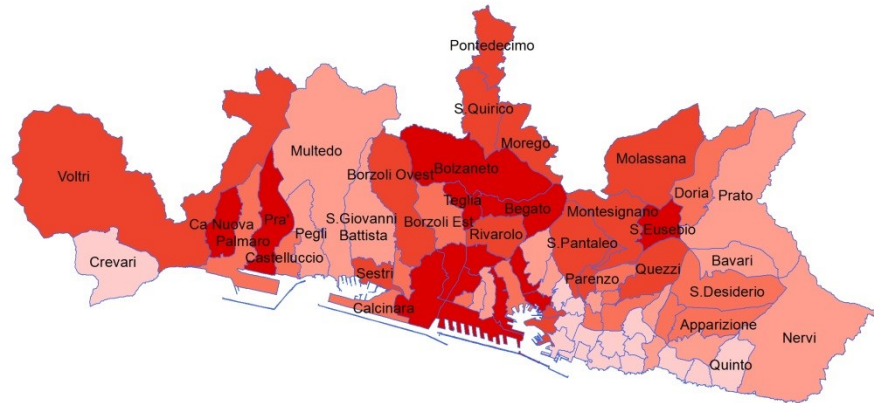 Pontedecimo
S.Quirico
Morego
Multedo
Molassana
Voltri
Borzoli Ovest
Bolzaneto
Doria
Prato
Teglia
Begato
Ca Nuova
Pra'
S.Giovanni
Battista
Borzoli Est
Montesignano
Palmaro
Pegli
Rivarolo
S.Eusebio
S.Pantaleo
Castelluccio
Crevari
Sestri
Parenzo
Quezzi
Bavari
S.Desiderio
Calcinara
Apparizione
Nervi
Quinto